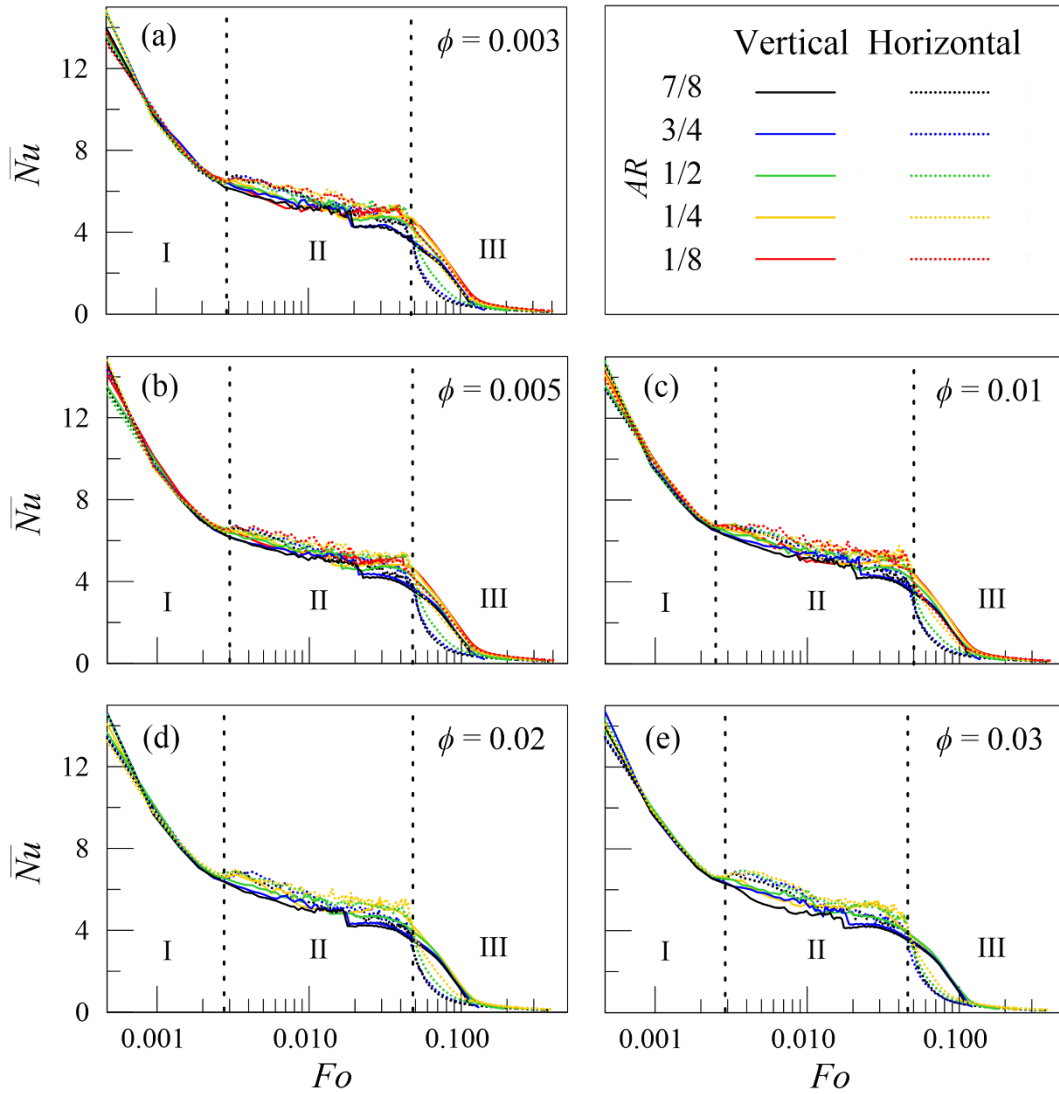 (a)
ϕ = 0.003
12
8
4
0
N̅u̅
I
II
III
Vertical Horizontal
AR
7/8
3/4
1/2
1/4
1/8
(b)
ϕ = 0.005
12
8
4
0
N̅u̅
I
II
III
(c)
ϕ = 0.01
I
II
III
(d)
ϕ = 0.02
12
8
4
0
N̅u̅
I
II
III
0.001 0.010 0.100
Fo
(e)
ϕ = 0.03
I
II
III
0.001 0.010 0.100
Fo